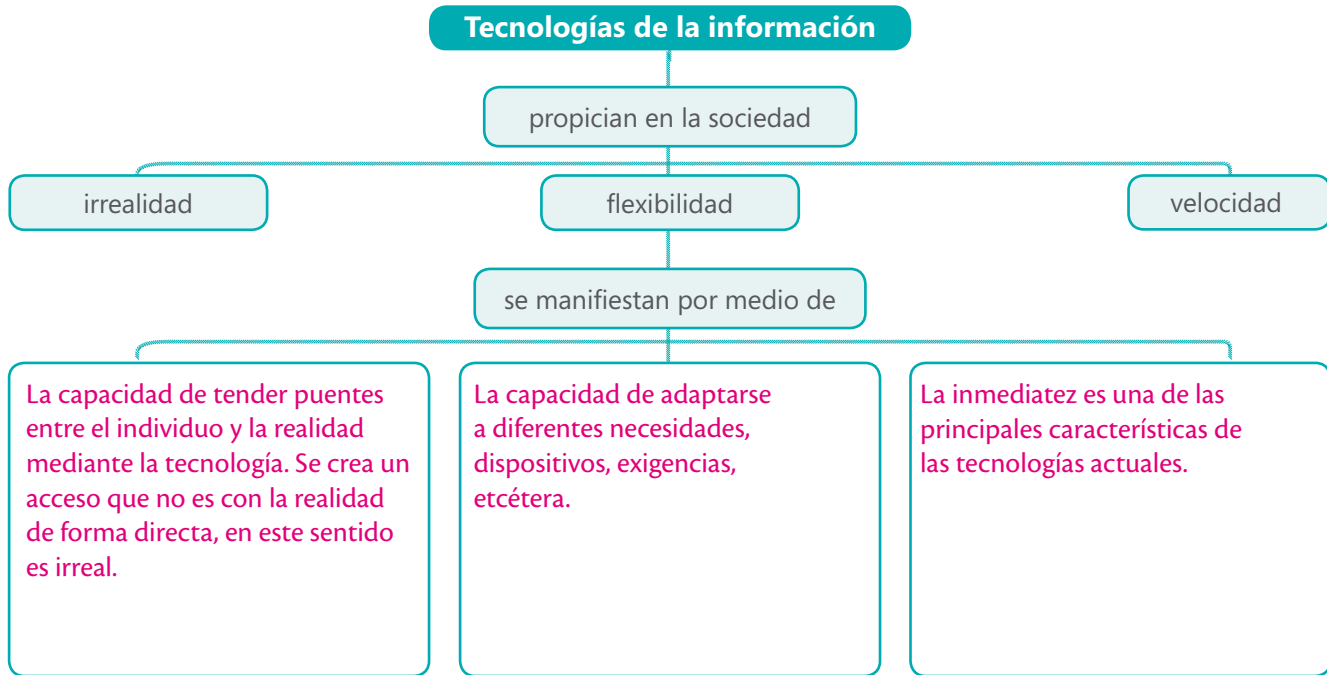 Tecnologías de la información
propician en la sociedad
irrealidad
flexibilidad
velocidad
se manifiestan por medio de
La capacidad de tender puentes
entre el individuo y la realidad
mediante la tecnología. Se crea un
acceso que no es con la realidad
de forma directa, en este sentido
es irreal.
La capacidad de adaptarse
a diferentes necesidades,
dispositivos, exigencias,
etcétera.
La inmediatez es una de las
principales características de
las tecnologías actuales.